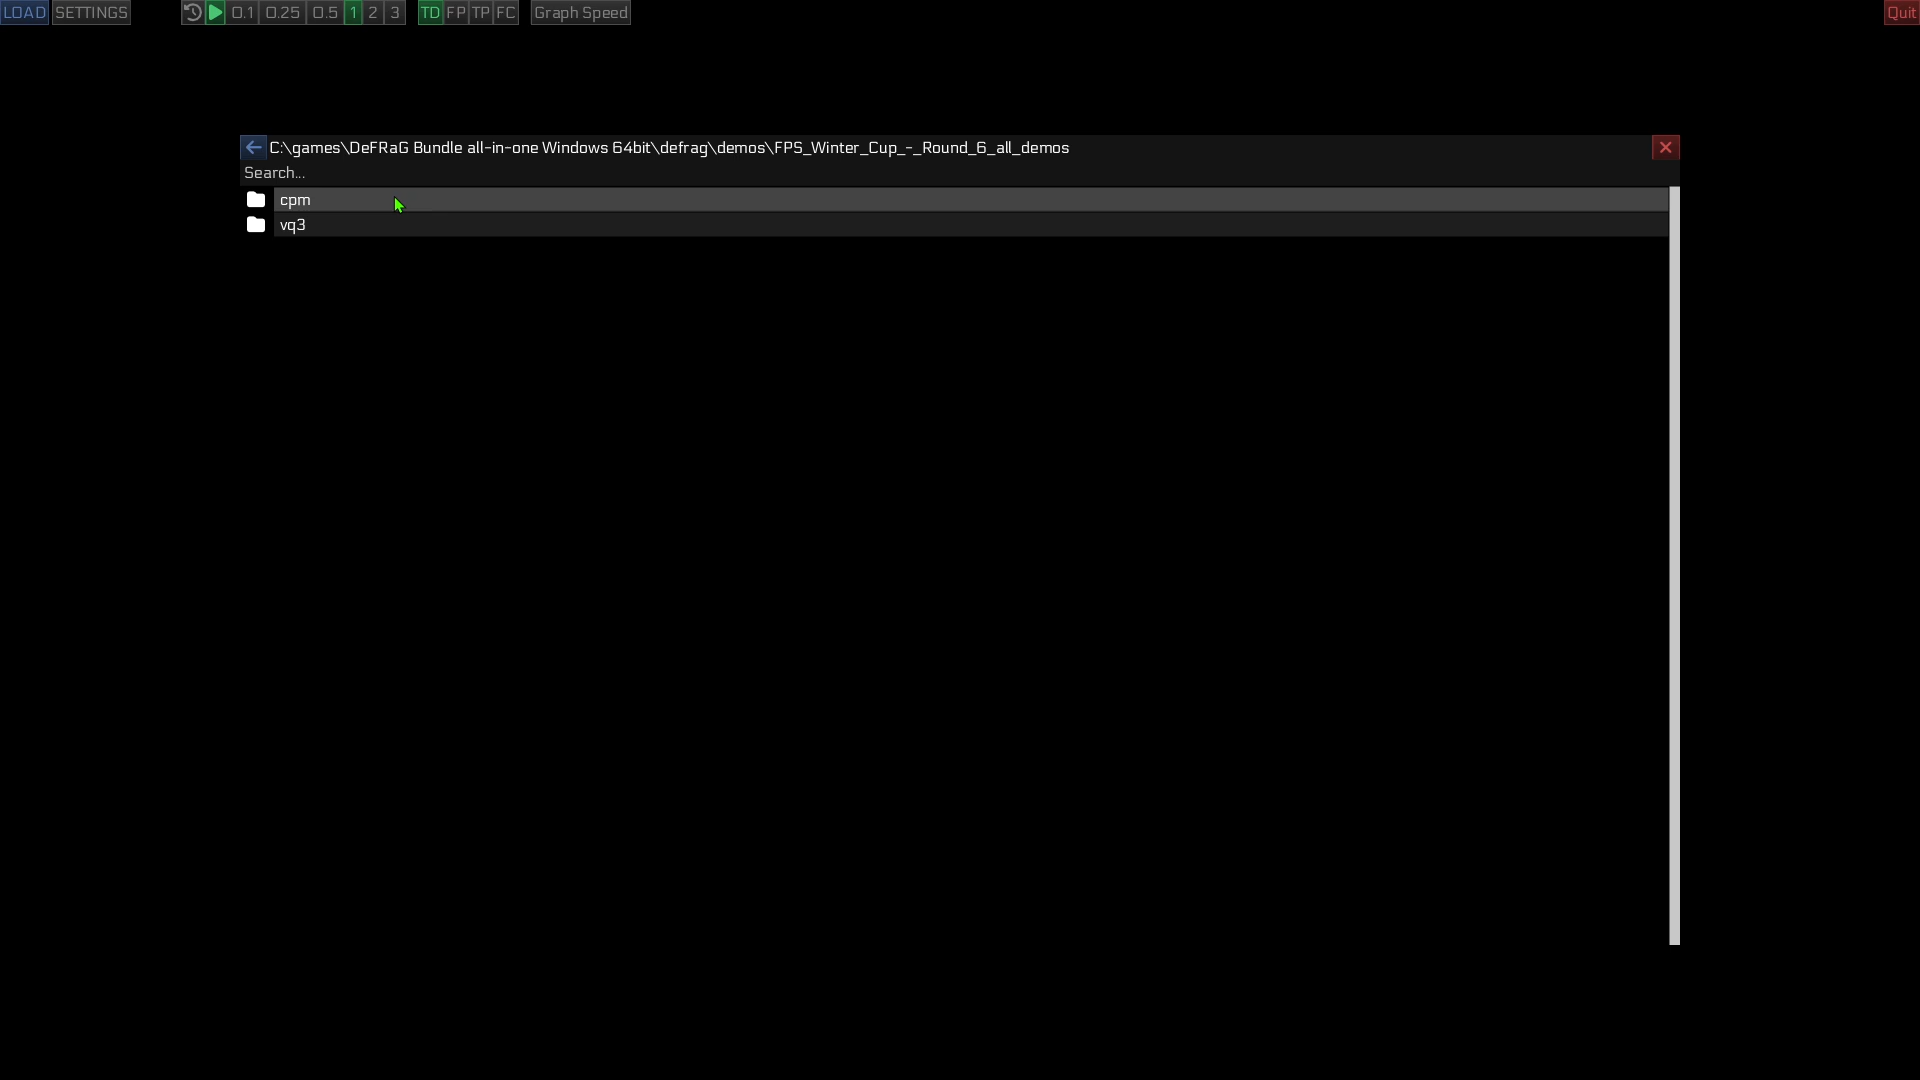 LOAD SETTINGS 0.1 0.25 0.5 1 2 3 TD FP TP FC Graph Speed Quit
C:\games\DeFRaG Bundle all-in-one Windows 64bit\defrag\demos\FPS_Winter_Cup_-_Round_6_all_demos
Search...
cpm
vq3